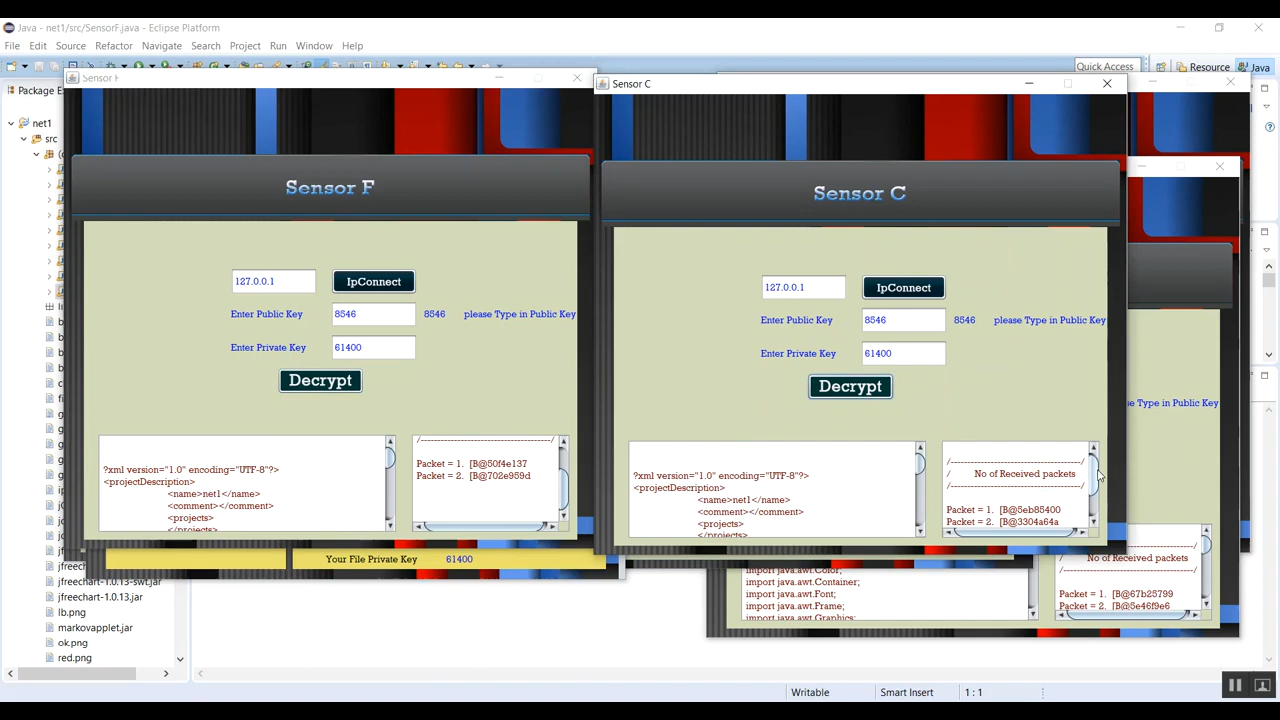 Java - net1/src/SensorF.java - Eclipse Platform
File Edit Source Refactor Navigate Search Project Run Window Help
Quick Access
Resource
Java
Package E
net1
src
jfreechart-1.0.13-swt.jar
jfreechart-1.0.13.jar
lb.png
markovapplet.jar
ok.png
red.png
Sensor F
Sensor F
127.0.0.1
IpConnect
Enter Public Key
8546
8546
please Type in Public Key
Enter Private Key
61400
Decrypt
?xml version="1.0" encoding="UTF-8"?>
<projectDescription>
<name>net1</name>
<comment></comment>
<projects>
</projects>
/---------------------------------------/
Packet = 1. [B@50f4e137
Packet = 2. [B@702e959d
Your File Private Key
61400
Sensor C
Sensor C
127.0.0.1
IpConnect
Enter Public Key
8546
8546
please Type in Public Key
Enter Private Key
61400
Decrypt
?xml version="1.0" encoding="UTF-8"?>
<projectDescription>
<name>net1</name>
<comment></comment>
<projects>
</projects>
/---------------------------------------/
/ No of Received packets
/---------------------------------------/
Packet = 1. [B@5eb85400
Packet = 2. [B@3304a64a
Type in Public Key
import java.awt.Color;
import java.awt.Container;
import java.awt.Font;
import java.awt.Frame;
import java.awt.Graphics;
No of Received packets
/---------------------------------------/
Packet = 1. [B@67b25799
Packet = 2. [B@5e46f9e6
Writable
Smart Insert
1 : 1